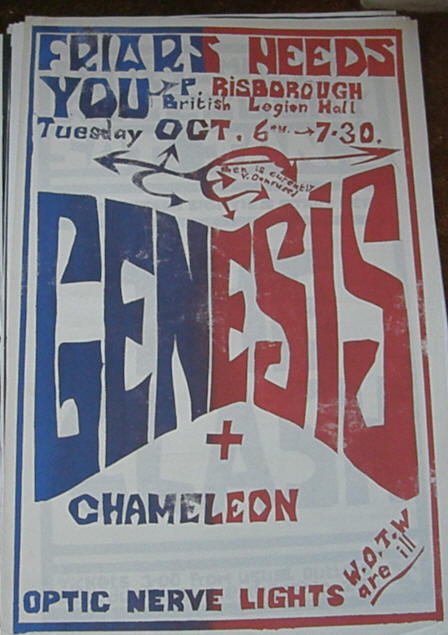 FRIARS NEEDS
YOU P. RISBOROUGH
British Legion Hall
Tuesday OCT. 6TH. → 7·30.
GENESIS
+
CHAMELEON
W.O.T.W
are ill
OPTIC NERVE LIGHTS